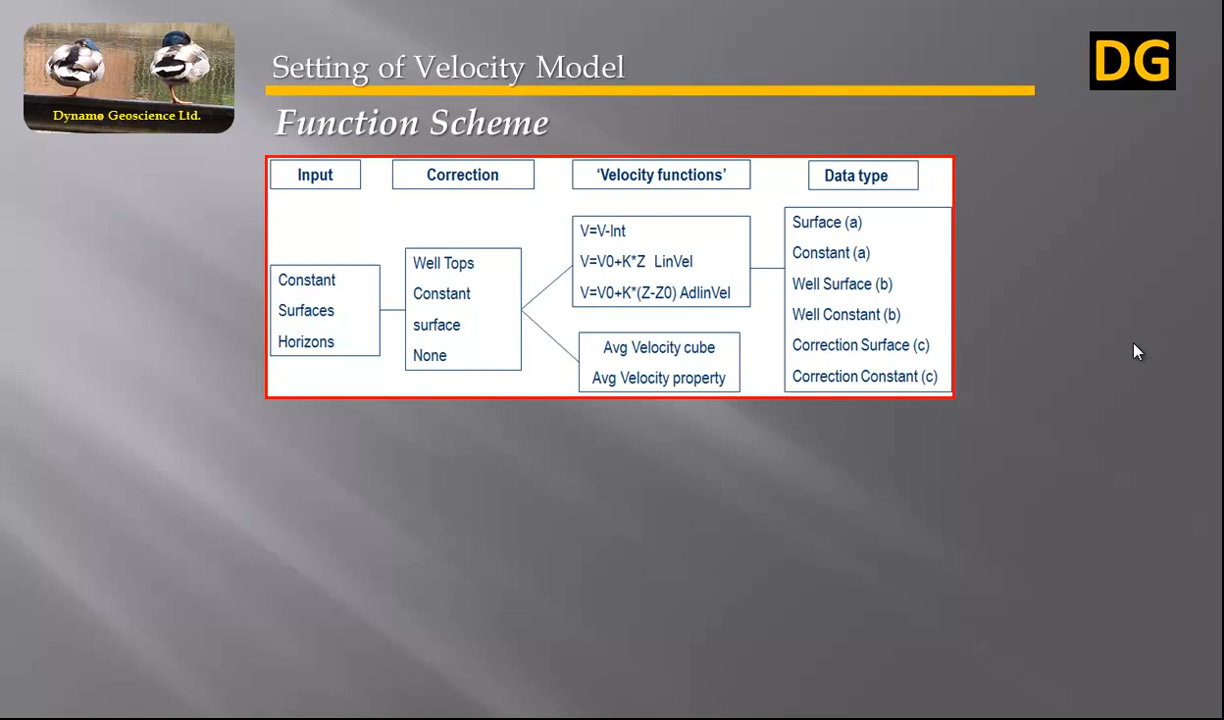 Dynamo Geoscience Ltd.
Setting of Velocity Model
DG
Function Scheme
Input
Correction
‘Velocity functions’
Data type
Constant
Surfaces
Horizons
Well Tops
Constant
surface
None
V=V-Int
V=V0+K*Z LinVel
V=V0+K*(Z-Z0) AdlinVel
Avg Velocity cube
Avg Velocity property
Surface (a)
Constant (a)
Well Surface (b)
Well Constant (b)
Correction Surface (c)
Correction Constant (c)